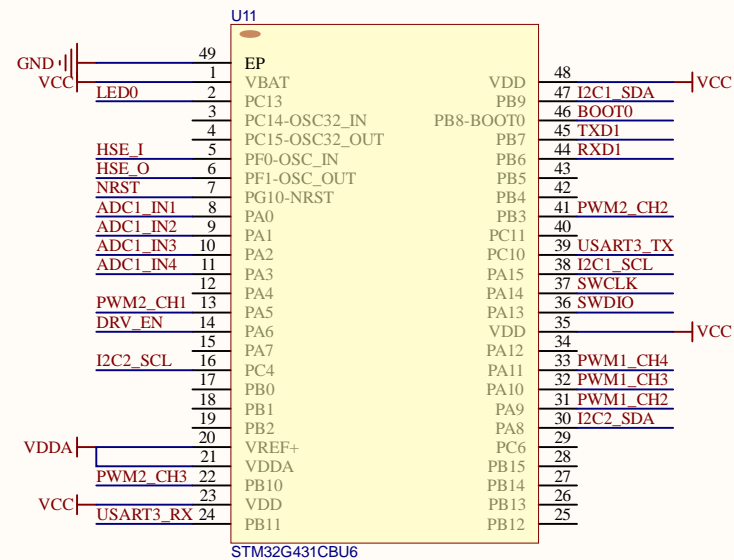 U11
GND 49 EP
VCC 1 VBAT VDD 48 VCC
LED0 2 PC13 PB9 47 I2C1_SDA
3 PC14-OSC32_IN PB8-BOOT0 46 BOOT0
4 PC15-OSC32_OUT PB7 45 TXD1
HSE_I 5 PF0-OSC_IN PB6 44 RXD1
HSE_O 6 PF1-OSC_OUT PB5 43
NRST 7 PG10-NRST PB4 42
ADC1_IN1 8 PA0 PB3 41 PWM2_CH2
ADC1_IN2 9 PA1 PC11 40
ADC1_IN3 10 PA2 PC10 39 USART3_TX
ADC1_IN4 11 PA3 PA15 38 I2C1_SCL
12 PA4 PA14 37 SWCLK
PWM2_CH1 13 PA5 PA13 36 SWDIO
DRV_EN 14 PA6 VDD 35 VCC
15 PA7 PA12 34
I2C2_SCL 16 PC4 PA11 33 PWM1_CH4
17 PB0 PA10 32 PWM1_CH3
18 PB1 PA9 31 PWM1_CH2
19 PB2 PA8 30 I2C2_SDA
VDDA 20 VREF+ PC6 29
21 VDDA PB15 28
PWM2_CH3 22 PB10 PB14 27
VCC 23 VDD PB13 26
USART3_RX 24 PB11 PB12 25
STM32G431CBU6